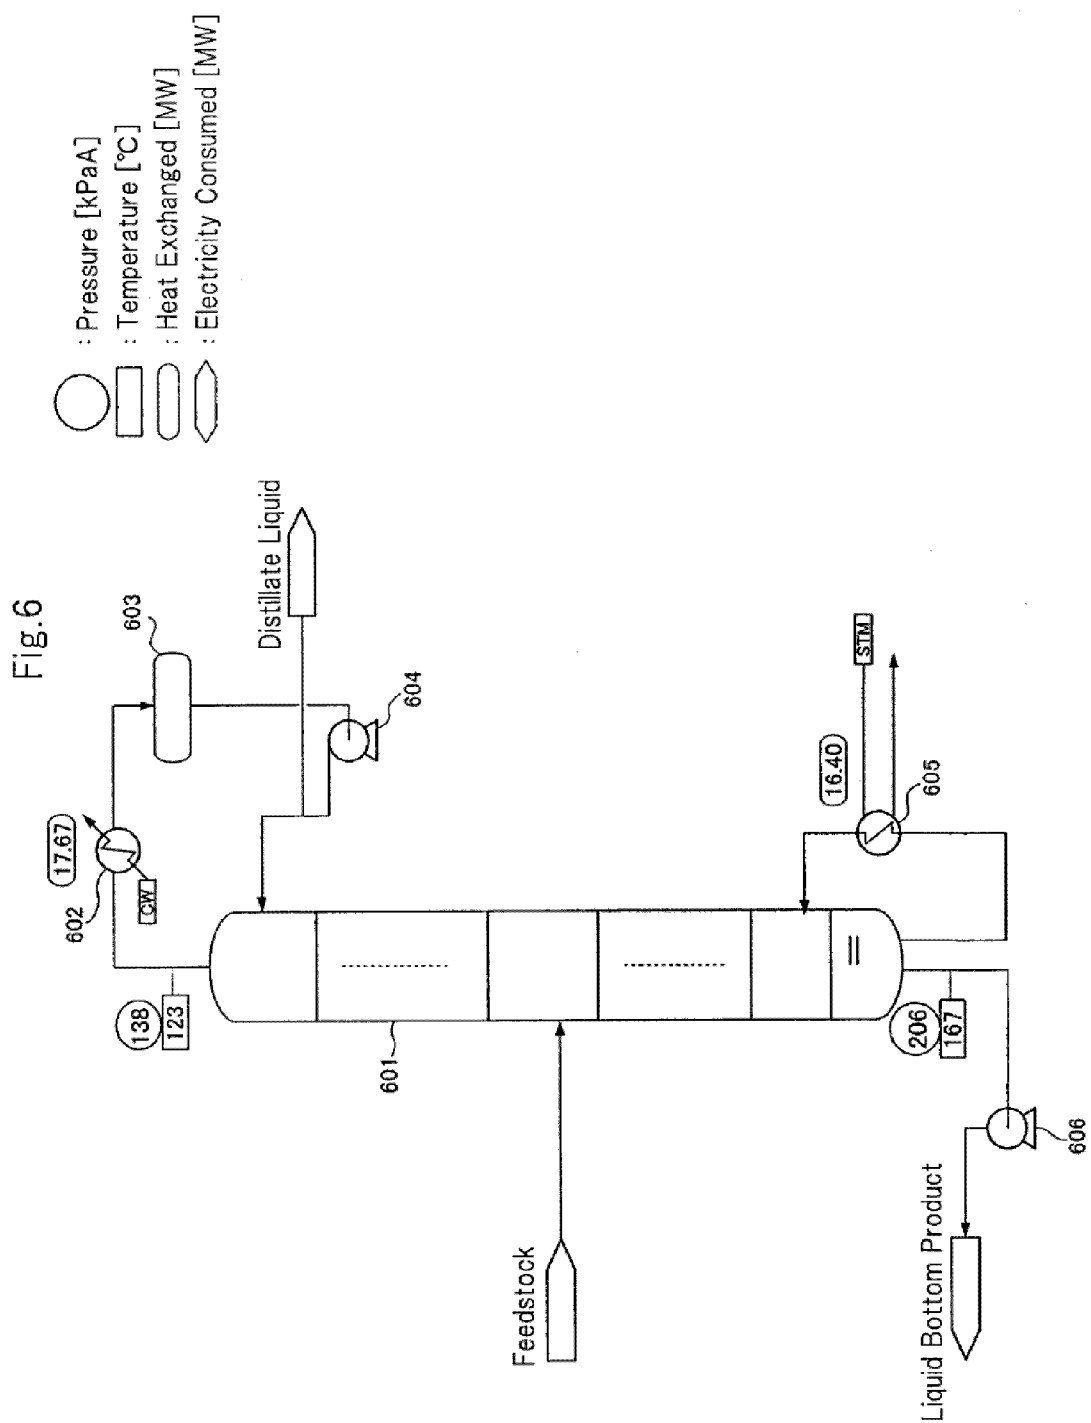 Fig.6
: Pressure [kPaA]
: Temperature [℃]
: Heat Exchanged [MW]
: Electricity Consumed [MW]
17.67
602
CW
603
138
123
Distillate Liquid
604
601
Feedstock
16.40
STM
605
206
167
606
Liquid Bottom Product